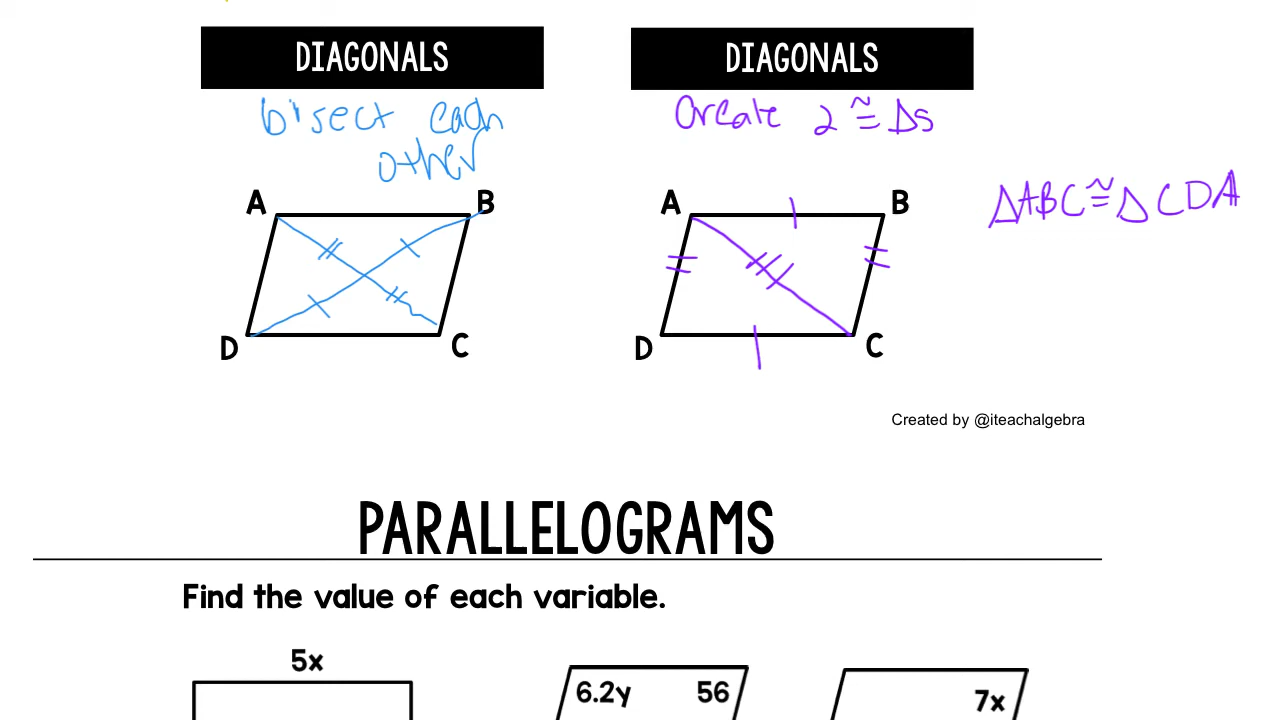 DIAGONALS
bisect each
other
A B
D C
DIAGONALS
Create 2 ≅ Δs
A B
D C
ΔABC ≅ ΔCDA
Created by @iteachalgebra
PARALLELOGRAMS
Find the value of each variable.
5x
6.2y 56
7x